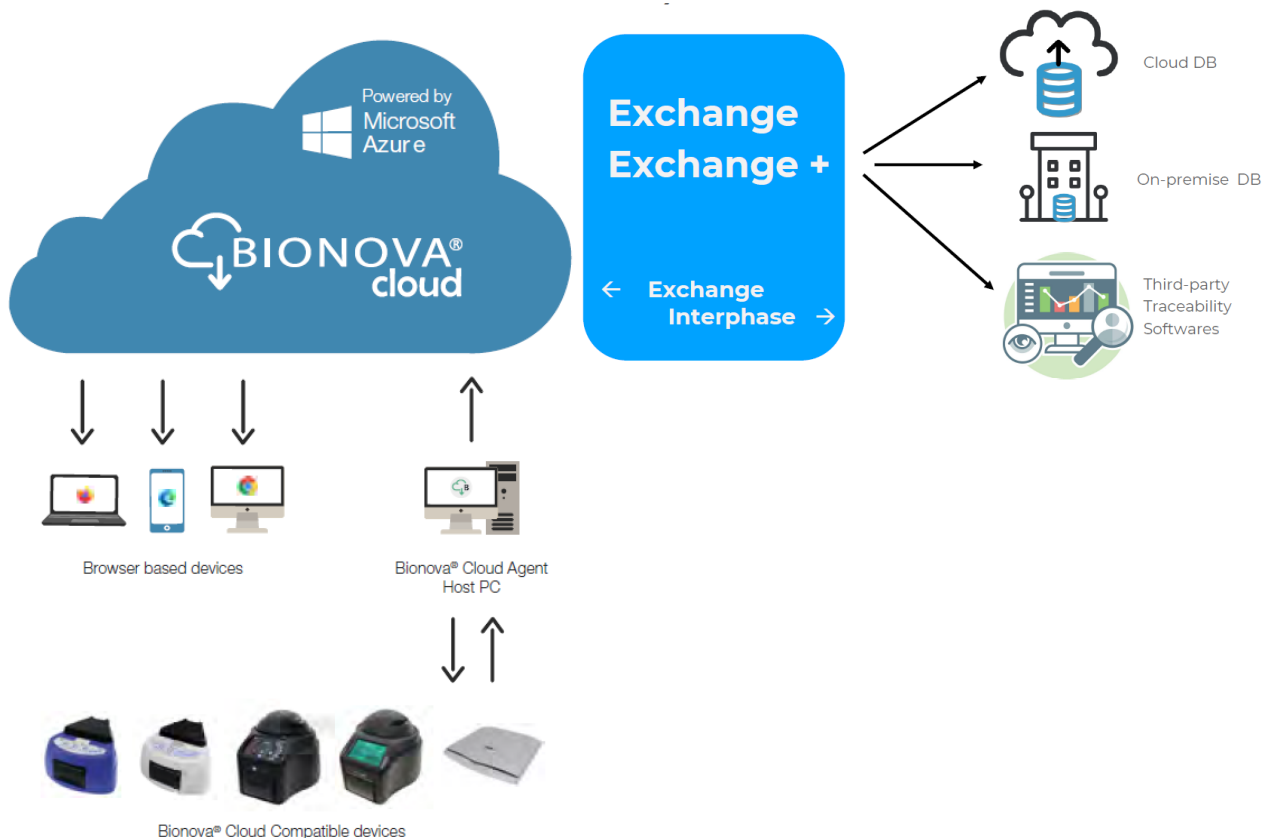 Powered by
Microsoft
Azure
BIONOVA®
cloud
Exchange
Exchange +
← Exchange
Interphase →
Cloud DB
On-premise DB
Third-party
Traceability
Softwares
B
Browser based devices
Bionova® Cloud Agent
Host PC
Bionova® Cloud Compatible devices